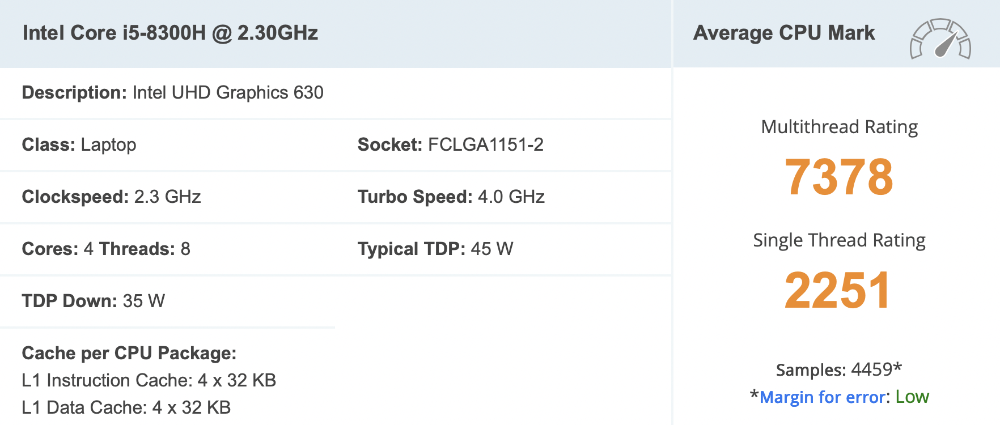 Intel Core i5-8300H @ 2.30GHz
Average CPU Mark
Description: Intel UHD Graphics 630
Class: Laptop
Socket: FCLGA1151-2
Clockspeed: 2.3 GHz
Turbo Speed: 4.0 GHz
Cores: 4 Threads: 8
Typical TDP: 45 W
TDP Down: 35 W
Cache per CPU Package:
L1 Instruction Cache: 4 x 32 KB
L1 Data Cache: 4 x 32 KB
Multithread Rating
7378
Single Thread Rating
2251
Samples: 4459*
*Margin for error: Low